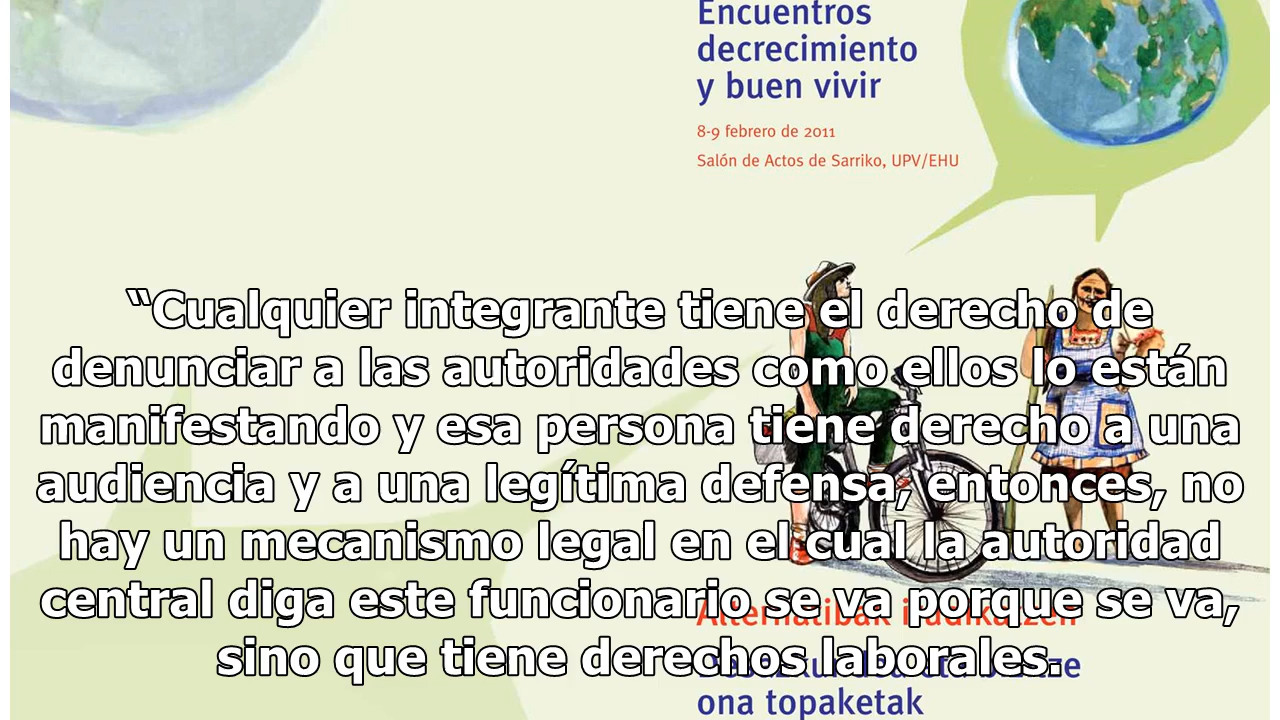 Encuentros
decrecimiento
y buen vivir
8-9 febrero de 2011
Salón de Actos de Sarriko, UPV/EHU
“Cualquier integrante tiene el derecho de
denunciar a las autoridades como ellos lo están
manifestando y esa persona tiene derecho a una
audiencia y a una legítima defensa, entonces, no
hay un mecanismo legal en el cual la autoridad
central diga este funcionario se va porque se va,
sino que tiene derechos laborales.
Alternatibak
ona topaketak